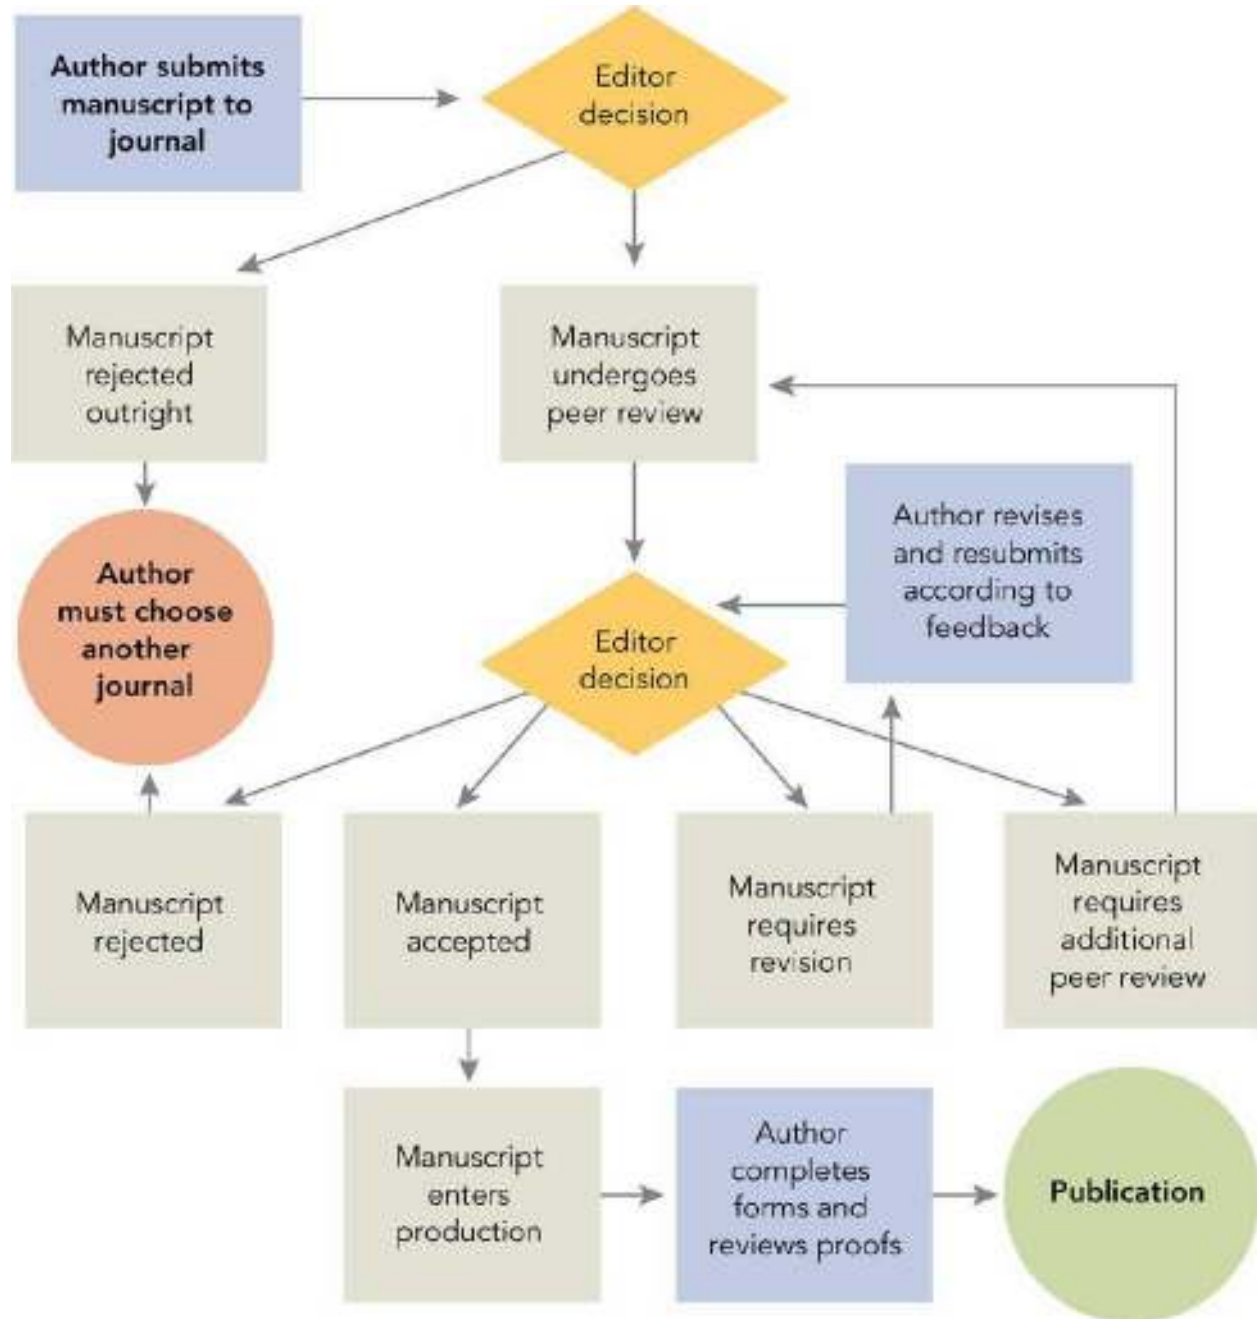 Author submits
manuscript to
journal
Editor
decision
Manuscript
rejected
outright
Manuscript
undergoes
peer review
Author revises
and resubmits
according to
feedback
Author
must choose
another
journal
Editor
decision
Manuscript
rejected
Manuscript
accepted
Manuscript
requires
revision
Manuscript
requires
additional
peer review
Manuscript
enters
production
Author
completes
forms and
reviews proofs
Publication